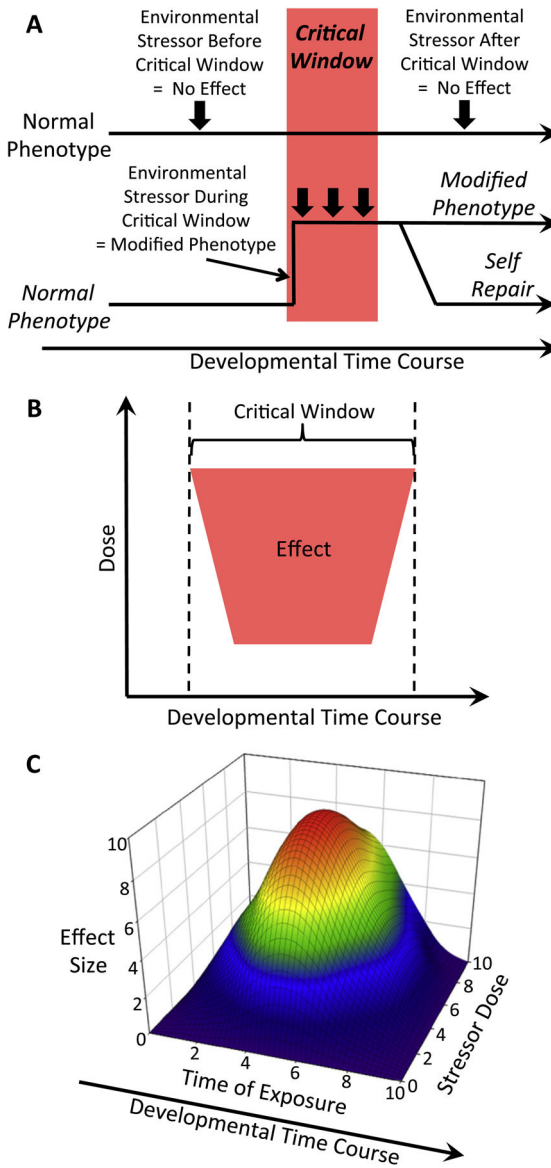 A
Environmental
Stressor Before
Critical Window
= No Effect
Critical
Window
Environmental
Stressor After
Critical Window
= No Effect
Normal
Phenotype
Environmental
Stressor During
Critical Window
= Modified Phenotype
Modified
Phenotype
Normal
Phenotype
Self
Repair
Developmental Time Course
B
Critical Window
Dose
Effect
Developmental Time Course
C
10
8
6
4
2
0
Effect
Size
2
4
6
8
10
Time of Exposure
0
2
4
6
8
10
Stressor Dose
Developmental Time Course